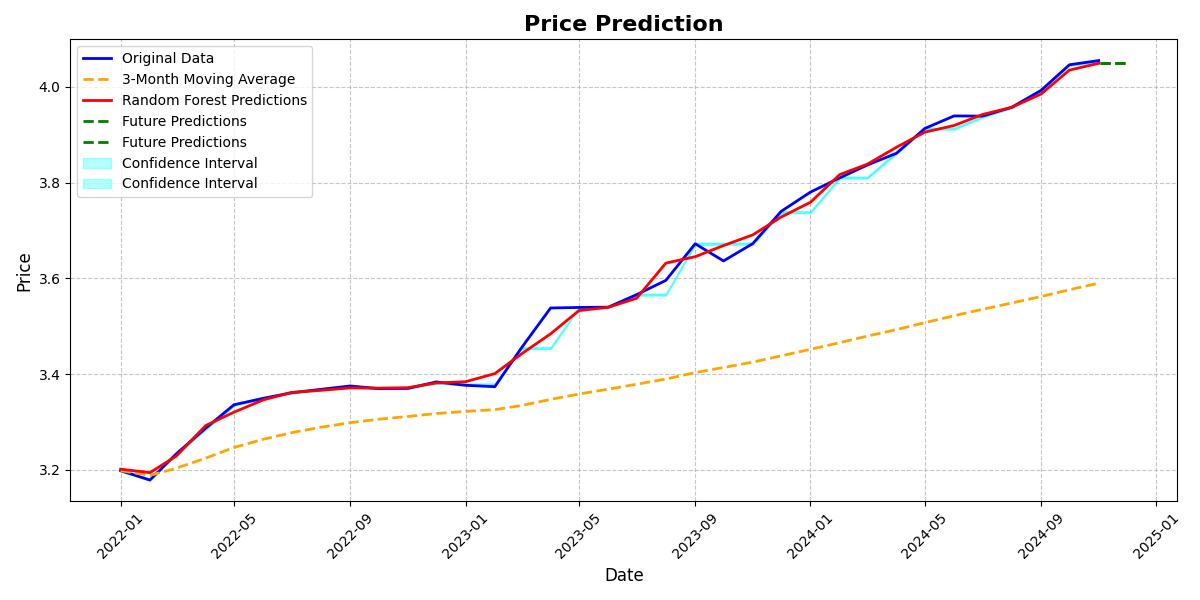 Price Prediction
Original Data
3-Month Moving Average
Random Forest Predictions
Future Predictions
Future Predictions
Confidence Interval
Confidence Interval
Price
4.0
3.8
3.6
3.4
3.2
2022-01
2022-05
2022-09
2023-01
2023-05
2023-09
2024-01
2024-05
2024-09
2025-01
Date